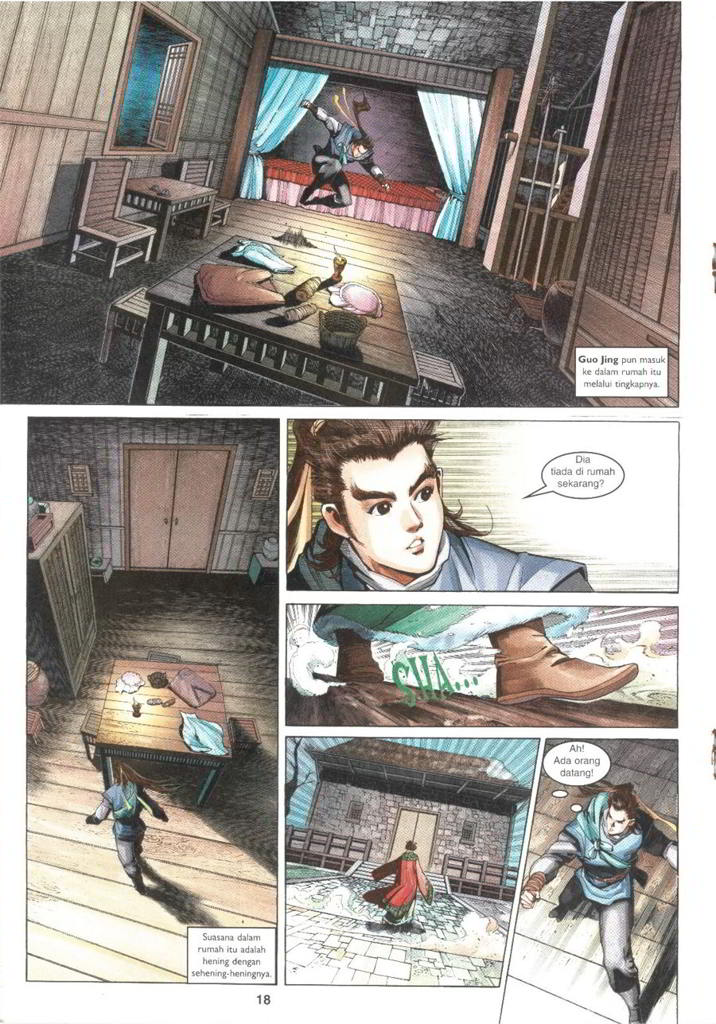 Guo Jing pun masuk
ke dalam rumah itu
melalui tingkapnya.
Dia
tiada di rumah
sekarang?
Suasana dalam
rumah itu adalah
hening dengan
sehening-heningnya.
SHA...
Ah!
Ada orang
datang!
18